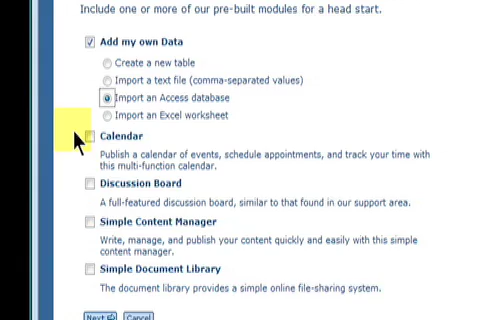 Include one or more of our pre-built modules for a head start.
Add my own Data
Create a new table
Import a text file (comma-separated values)
Import an Access database
Import an Excel worksheet
Calendar
Publish a calendar of events, schedule appointments, and track your time with
this multi-function calendar.
Discussion Board
A full-featured discussion board, similar to that found in our support area.
Simple Content Manager
Write, manage, and publish your content quickly and easily with this simple
content manager.
Simple Document Library
The document library provides a simple online file-sharing system.
Next Cancel